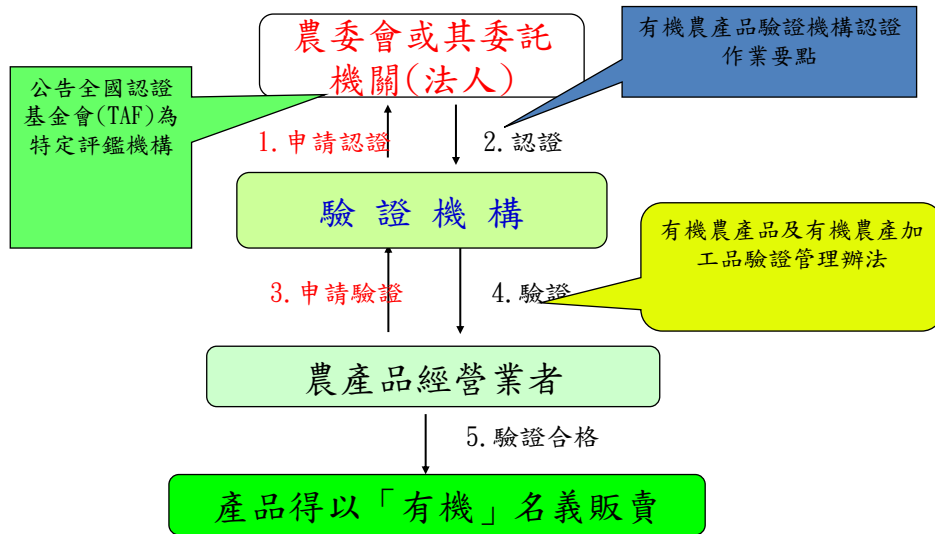 農委會或其委託
機關(法人)
有機農產品驗證機構認證
作業要點
公告全國認證
基金會(TAF)為
特定評鑑機構
1.申請認證
2.認證
驗證機構
有機農產品及有機農產加
工品驗證管理辦法
3.申請驗證
4.驗證
農產品經營業者
5.驗證合格
產品得以「有機」名義販賣